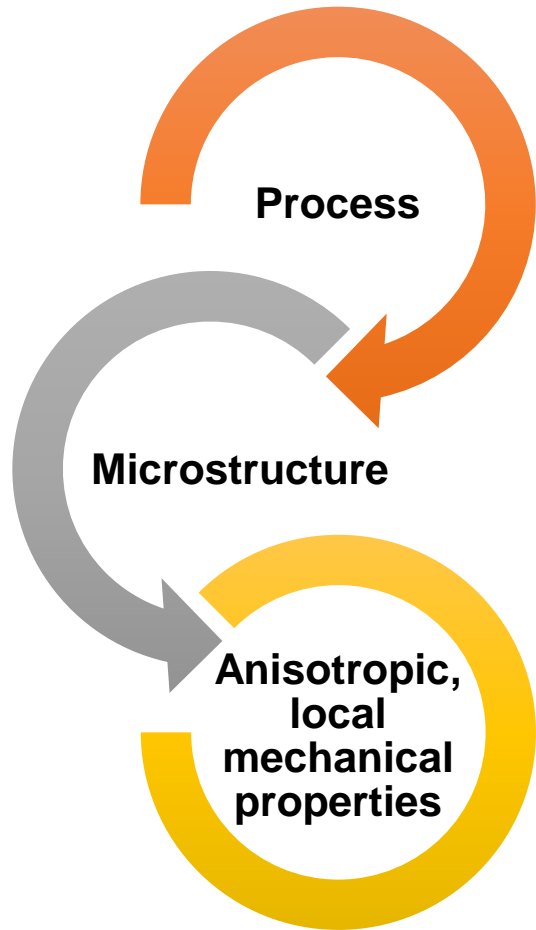 Process
Microstructure
Anisotropic,
local
mechanical
properties